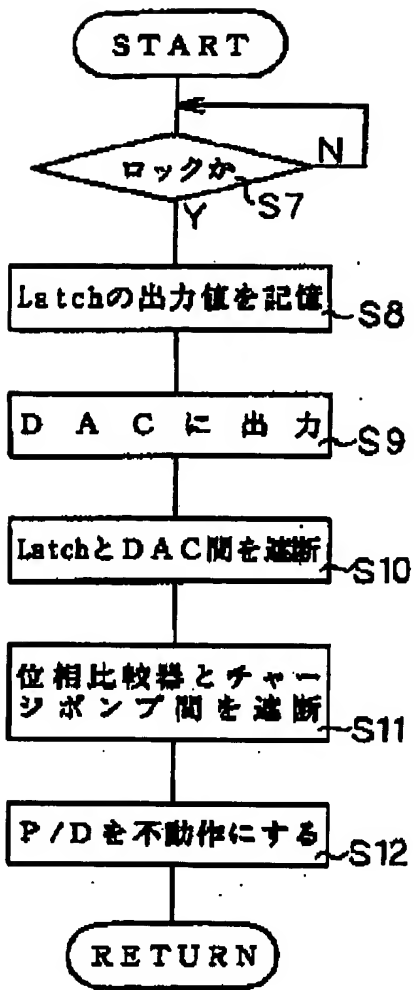 START
ロックか
N
S7
Y
Latchの出力値を記憶
S8
DACに出力
S9
LatchとDAC間を遮断
S10
位相比較器とチャー
ジポンプ間を遮断
S11
P/Dを不動作にする
S12
RETURN